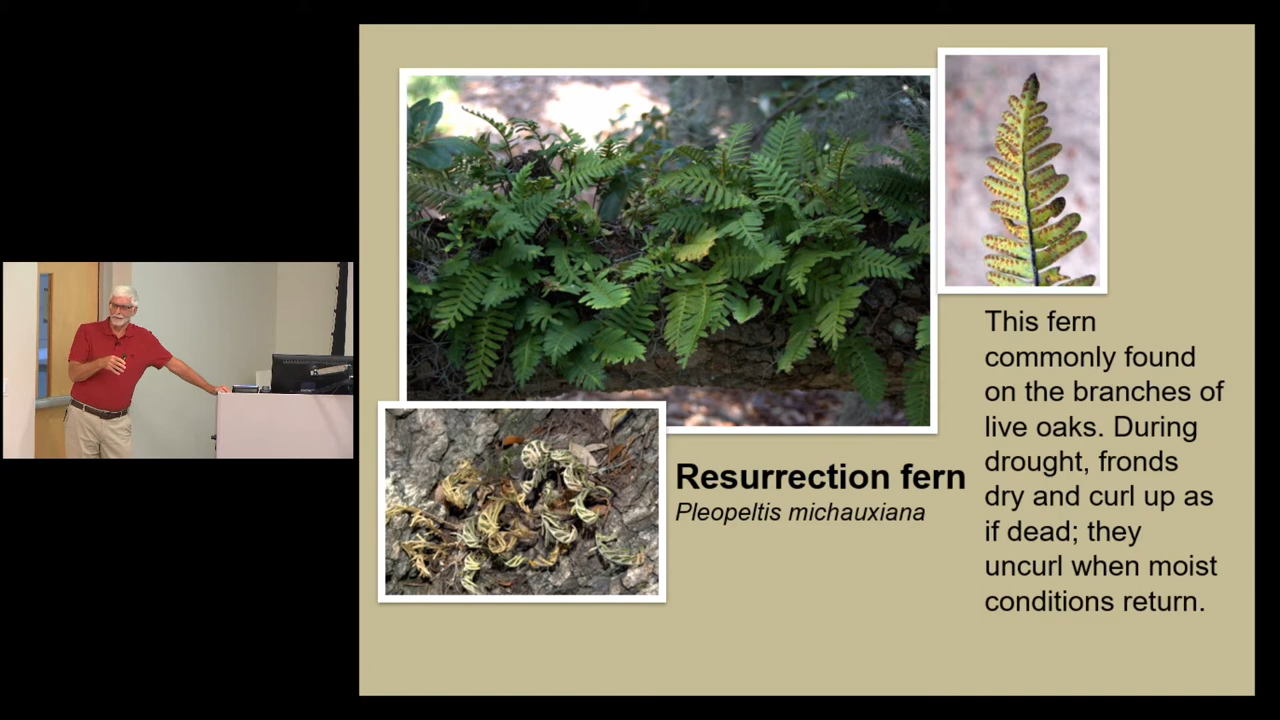 This fern
commonly found
on the branches of
live oaks. During
drought, fronds
dry and curl up as
if dead; they
uncurl when moist
conditions return.
Resurrection fern
Pleopeltis michauxiana